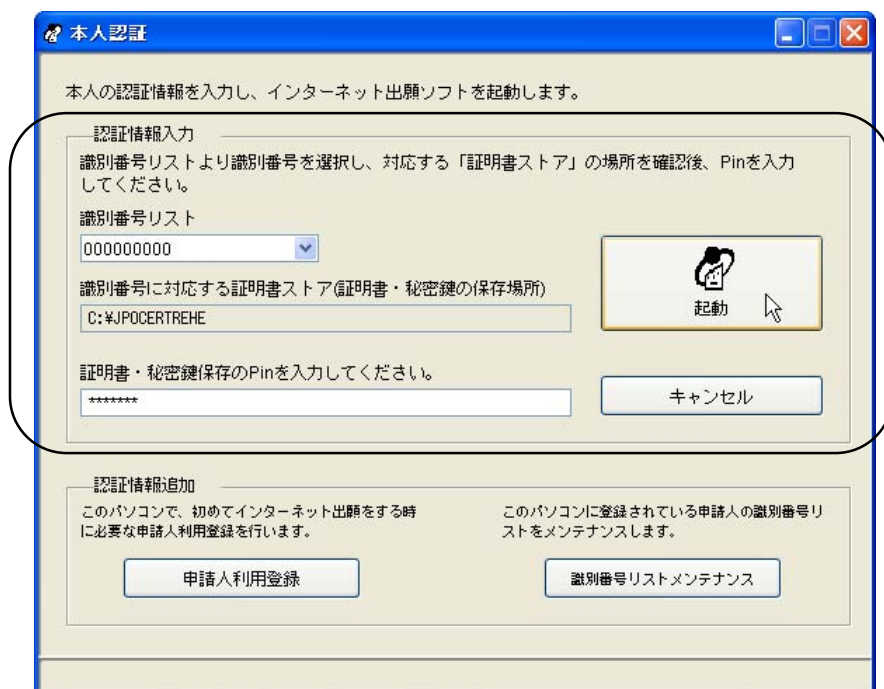 本人認証
本人の認証情報を入力し、インターネット出願ソフトを起動します。
認証情報入力
識別番号リストより識別番号を選択し、対応する「証明書ストア」の場所を確認後、Pinを入力
してください。
識別番号リスト
000000000
識別番号に対応する証明書ストア(証明書・秘密鍵の保存場所)
C:¥JPOCERTREHE
起動
証明書・秘密鍵保存のPinを入力してください。
*******
キャンセル
認証情報追加
このパソコンで、初めてインターネット出願をする時
に必要な申請人利用登録を行います。
申請人利用登録
このパソコンに登録されている申請人の識別番号リ
ストをメンテナンスします。
識別番号リストメンテナンス